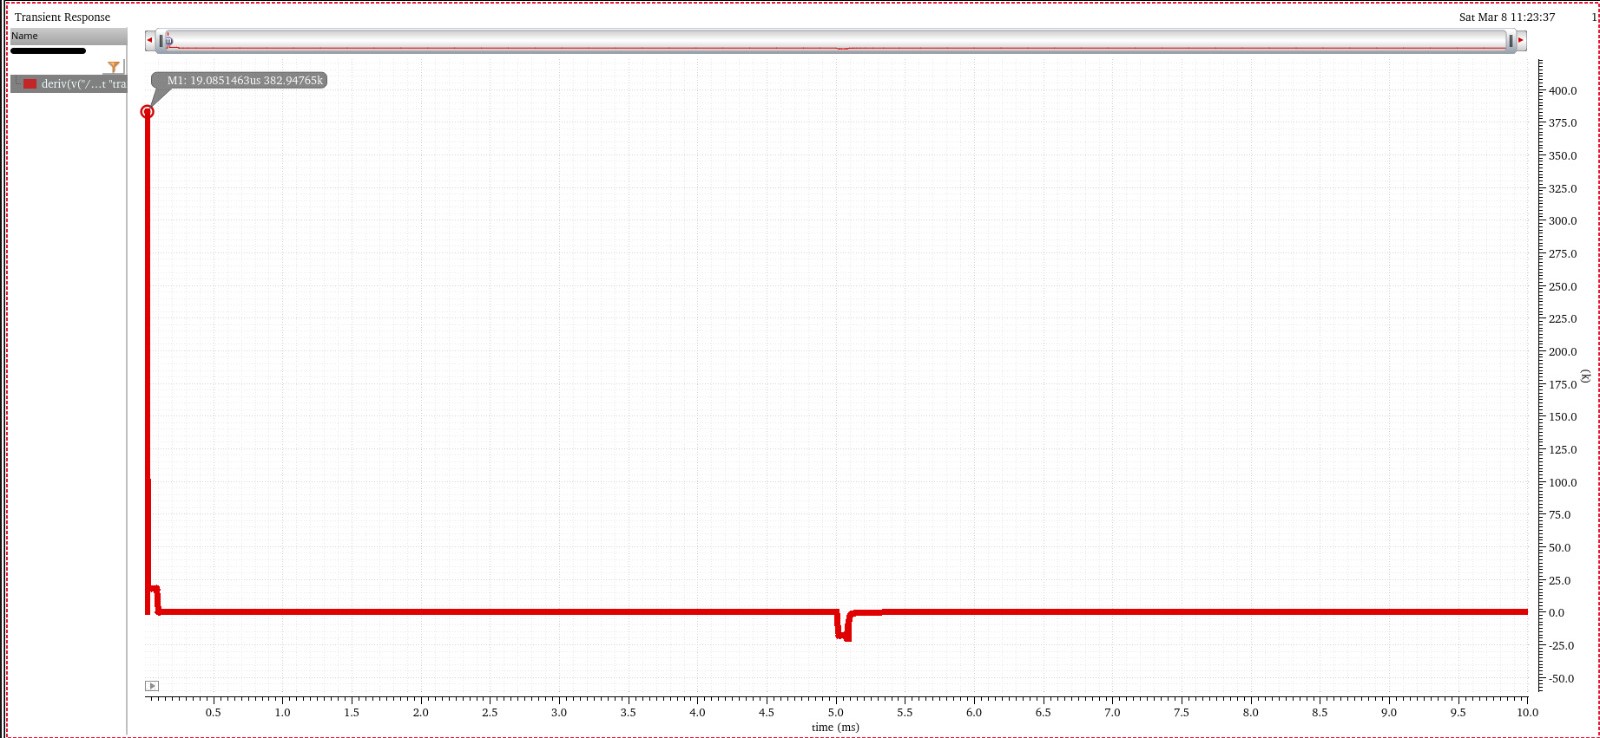 Transient Response
Sat Mar 8 11:23:37
1
Name
deriv(v("/...t "tra
M1: 19.0851463us 382.94765k
400.0
375.0
350.0
325.0
300.0
275.0
250.0
225.0
200.0
175.0
150.0
125.0
100.0
75.0
50.0
25.0
0.0
-25.0
-50.0
(k)
0.5 1.0 1.5 2.0 2.5 3.0 3.5 4.0 4.5 5.0 5.5 6.0 6.5 7.0 7.5 8.0 8.5 9.0 9.5 10.0
time (ms)